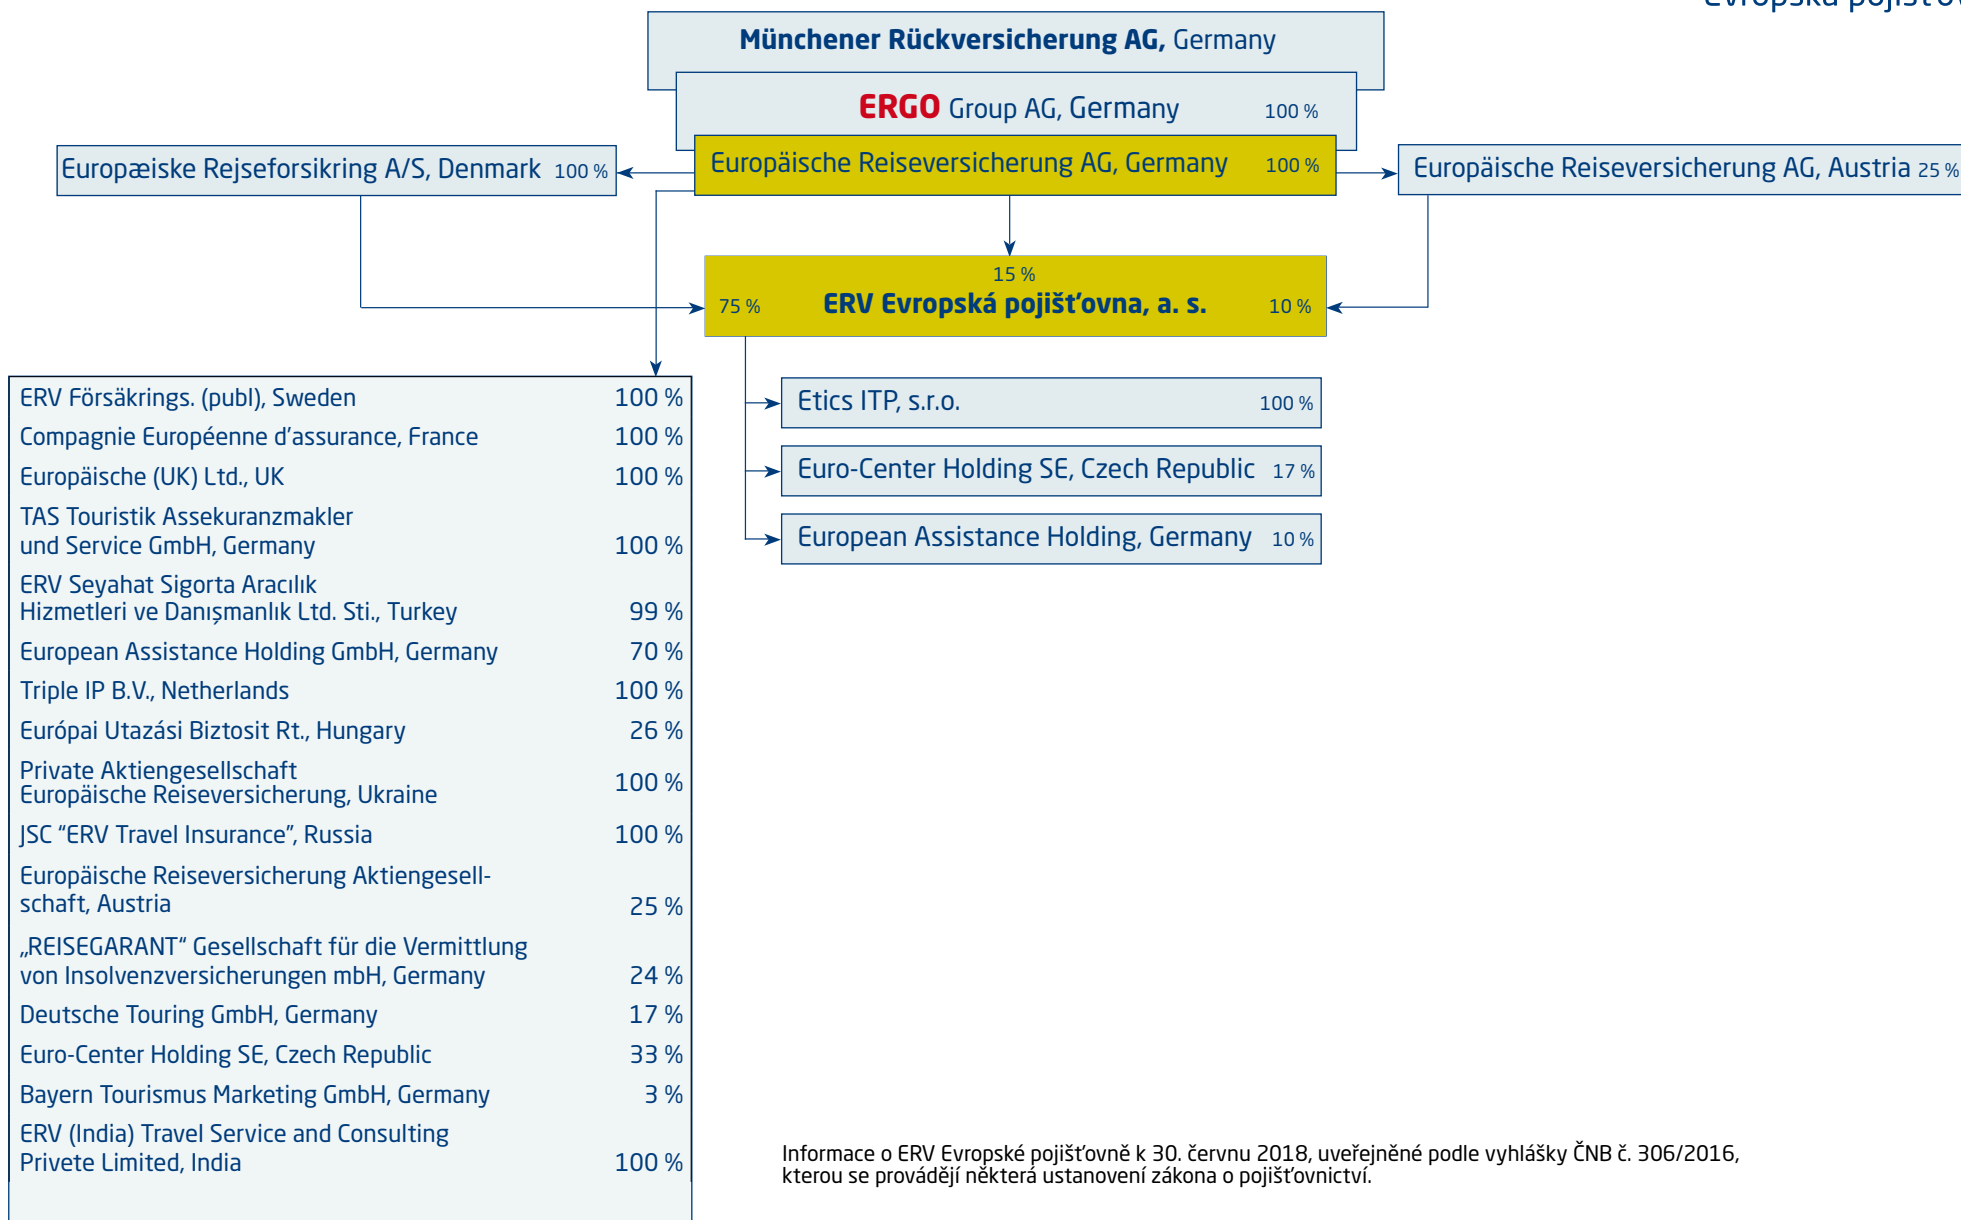 Evropská pojišťov
Münchener Rückversicherung AG, Germany
ERGO Group AG, Germany 100 %
Europæiske Rejseforsikring A/S, Denmark 100 %
Europäische Reiseversicherung AG, Germany 100 %
Europäische Reiseversicherung AG, Austria 25 %
15 %
75 % ERV Evropská pojišťovna, a. s. 10 %
ERV Försäkrings. (publ), Sweden 100 %
Compagnie Européenne d'assurance, France 100 %
Europäische (UK) Ltd., UK 100 %
TAS Touristik Assekuranzmakler
und Service GmbH, Germany 100 %
ERV Seyahat Sigorta Aracılık
Hizmetleri ve Danışmanlık Ltd. Sti., Turkey 99 %
European Assistance Holding GmbH, Germany 70 %
Triple IP B.V., Netherlands 100 %
Európai Utazási Biztosit Rt., Hungary 26 %
Private Aktiengesellschaft
Europäische Reiseversicherung, Ukraine 100 %
JSC “ERV Travel Insurance”, Russia 100 %
Europäische Reiseversicherung Aktiengesell-
schaft, Austria 25 %
„REISEGARANT“ Gesellschaft für die Vermittlung
von Insolvenzversicherungen mbH, Germany 24 %
Deutsche Touring GmbH, Germany 17 %
Euro-Center Holding SE, Czech Republic 33 %
Bayern Tourismus Marketing GmbH, Germany 3 %
ERV (India) Travel Service and Consulting
Privete Limited, India 100 %
Etics ITP, s.r.o. 100 %
Euro-Center Holding SE, Czech Republic 17 %
European Assistance Holding, Germany 10 %
Informace o ERV Evropské pojišťovně k 30. červnu 2018, uveřejněné podle vyhlášky ČNB č. 306/2016,
kterou se provádějí některá ustanovení zákona o pojišťovnictví.